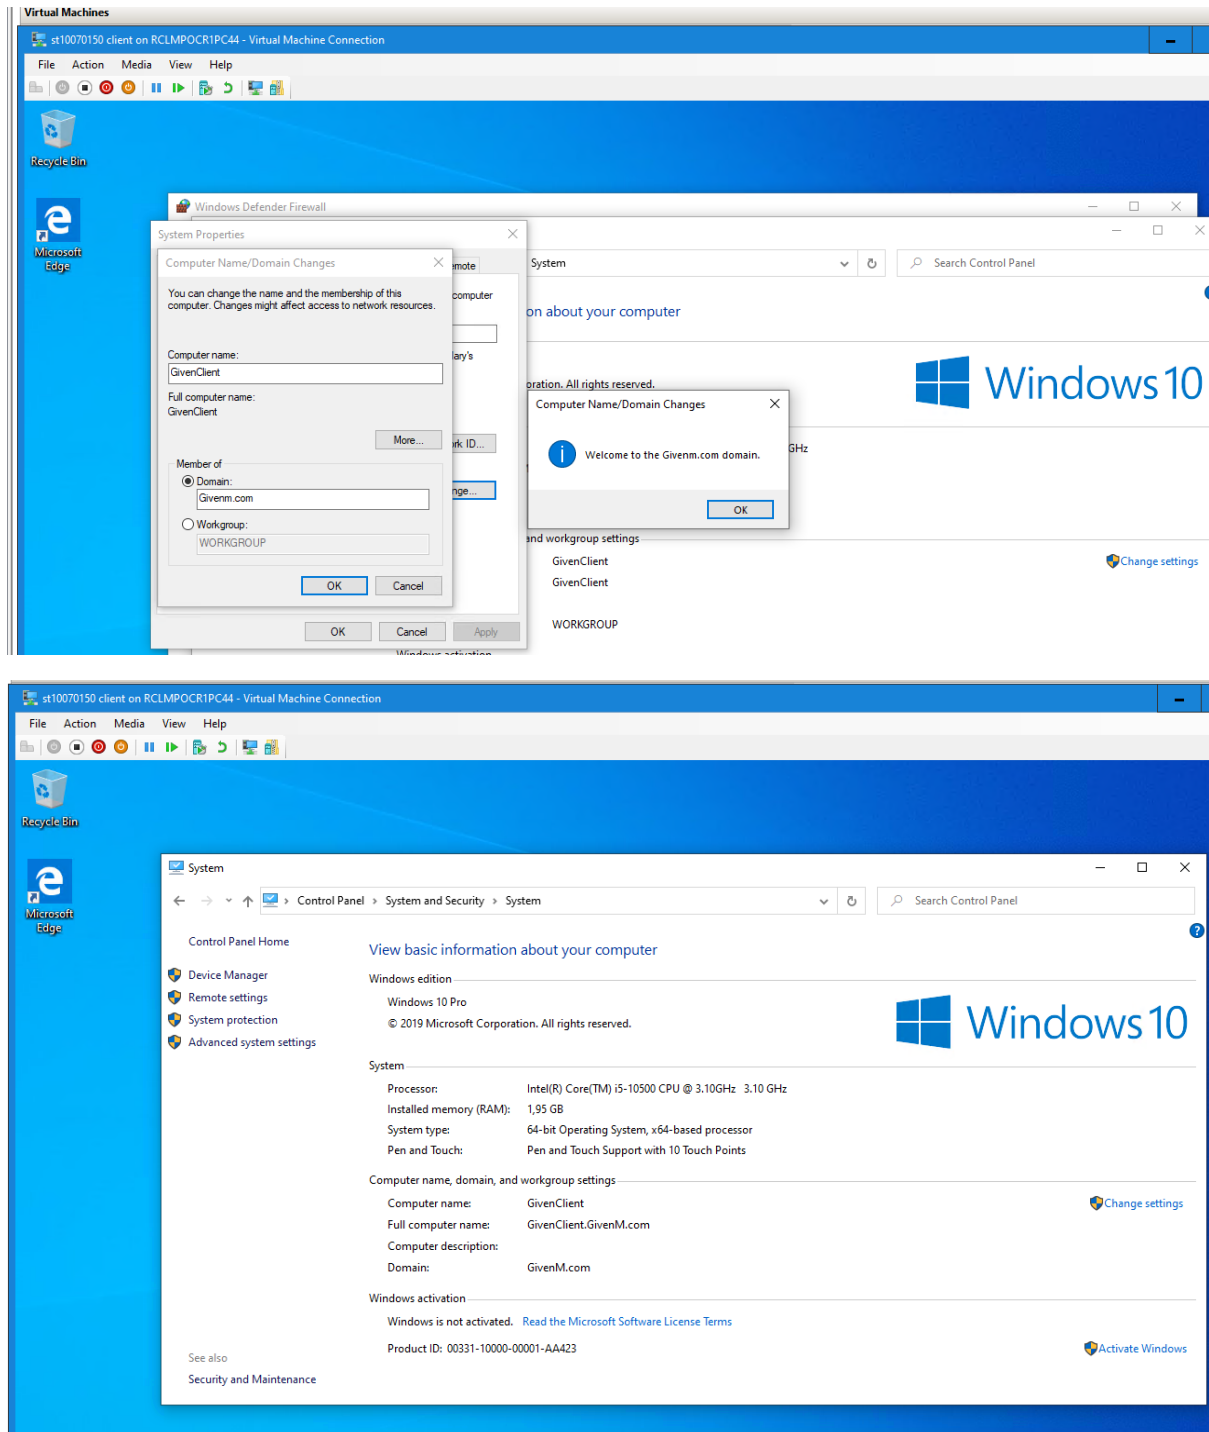 Virtual Machines
st10070150 client on RCLMPOCR1PC44 - Virtual Machine Connection
File Action Media View Help
Recycle Bin
Microsoft
Edge
Windows Defender Firewall
System Properties
Computer Name/Domain Changes
emote
System
Search Control Panel
You can change the name and the membership of this
computer. Changes might affect access to network resources.
computer
on about your computer
lary's
Computer name:
GivenClient
oration. All rights reserved.
Windows 10
Full computer name:
GivenClient
Computer Name/Domain Changes
More...
ork ID...
Welcome to the Givenm.com domain.
GHz
Member of
Domain:
Givenm.com
nge...
OK
Workgroup:
WORKGROUP
and workgroup settings
GivenClient
Change settings
GivenClient
OK Cancel
WORKGROUP
OK Cancel Apply
Windows activation
st10070150 client on RCLMPOCR1PC44 - Virtual Machine Connection
File Action Media View Help
Recycle Bin
Microsoft
Edge
System
Control Panel System and Security System
Search Control Panel
Control Panel Home
Device Manager
Remote settings
System protection
Advanced system settings
View basic information about your computer
Windows edition
Windows 10 Pro
© 2019 Microsoft Corporation. All rights reserved.
Windows 10
System
Processor: Intel(R) Core(TM) i5-10500 CPU @ 3.10GHz 3.10 GHz
Installed memory (RAM): 1,95 GB
System type: 64-bit Operating System, x64-based processor
Pen and Touch: Pen and Touch Support with 10 Touch Points
Computer name, domain, and workgroup settings
Computer name: GivenClient
Change settings
Full computer name: GivenClient.GivenM.com
Computer description:
Domain: GivenM.com
Windows activation
Windows is not activated. Read the Microsoft Software License Terms
Product ID: 00331-10000-00001-AA423
Activate Windows
See also
Security and Maintenance